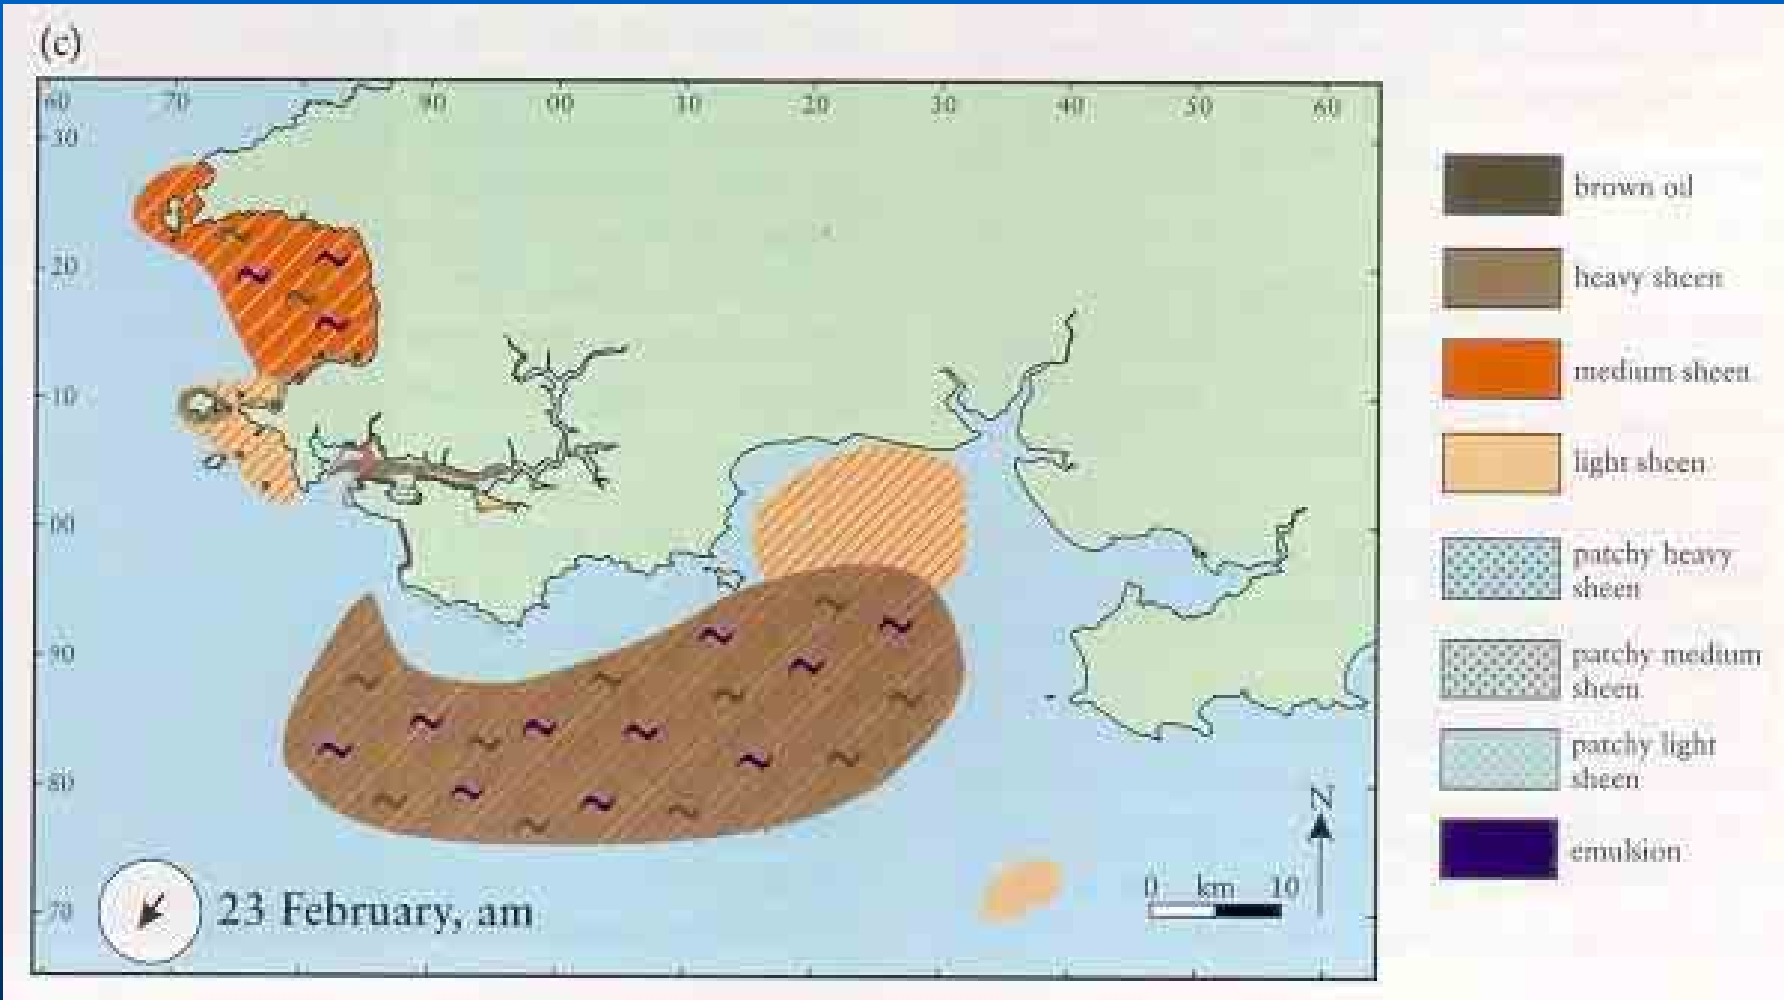 (c)
60 70 90 00 10 20 30 40 50 60
30
20
10
00
90
80
70
brown oil
heavy sheen
medium sheen
light sheen
patchy heavy
sheen
patchy medium
sheen
patchy light
sheen
emulsion
N
0 km 10
23 February, am